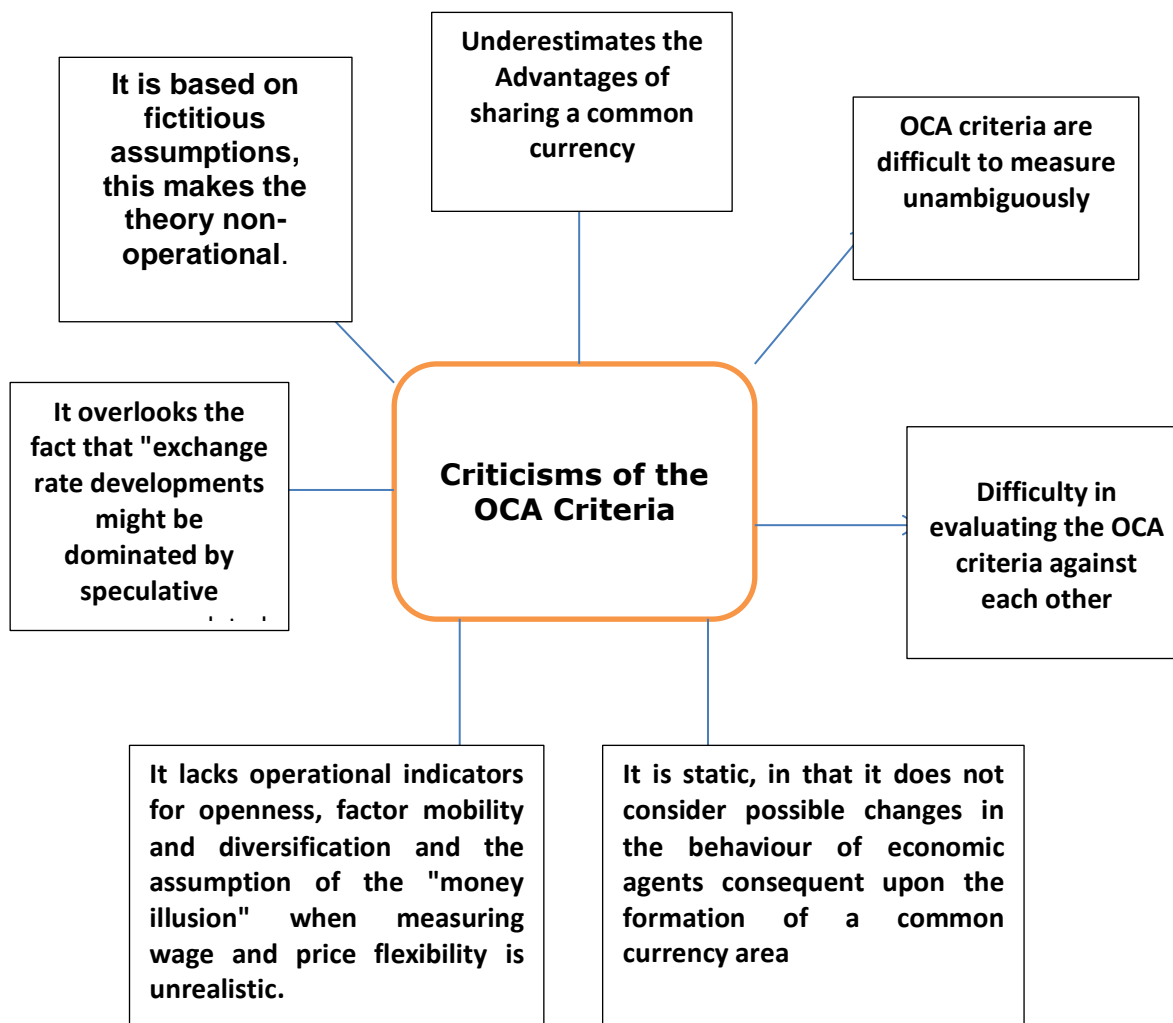 Underestimates the
Advantages of
sharing a common
currency
It is based on
fictitious
assumptions,
this makes the
theory non-
operational.
OCA criteria are
difficult to measure
unambiguously
It overlooks the
fact that "exchange
rate developments
might be
dominated by
speculative
Criticisms of the
OCA Criteria
Difficulty in
evaluating the OCA
criteria against
each other
It lacks operational indicators
for openness, factor mobility
and diversification and the
assumption of the "money
illusion" when measuring
wage and price flexibility is
unrealistic.
It is static, in that it does not
consider possible changes in
the behaviour of economic
agents consequent upon the
formation of a common
currency area